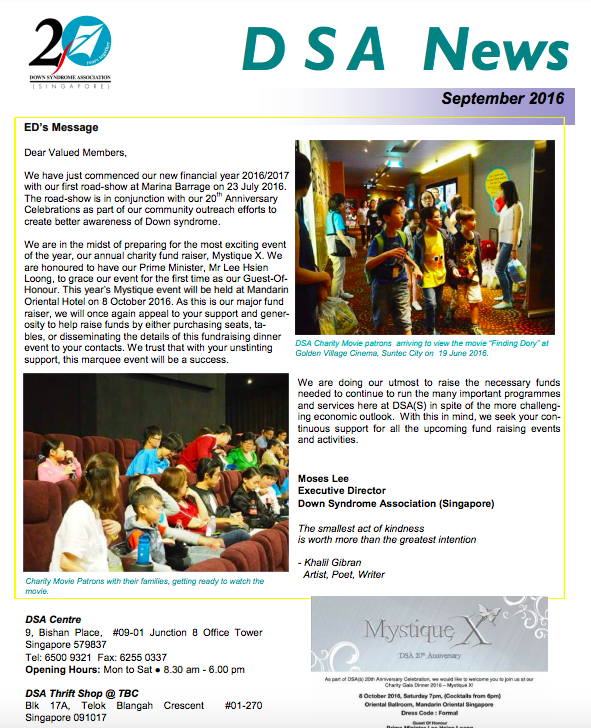 20
Years Together
DOWN SYNDROME ASSOCIATION
(SINGAPORE)
DSA News
September 2016
ED's Message
Dear Valued Members,
We have just commenced our new financial year 2016/2017
with our first road-show at Marina Barrage on 23 July 2016.
The road-show is in conjunction with our 20th Anniversary
Celebrations as part of our community outreach efforts to
create better awareness of Down syndrome.
We are in the midst of preparing for the most exciting event
of the year, our annual charity fund raiser, Mystique X. We
are honoured to have our Prime Minister, Mr Lee Hsien
Loong, to grace our event for the first time as our Guest-Of-
Honour. This year's Mystique event will be held at Mandarin
Oriental Hotel on 8 October 2016. As this is our major fund
raiser, we will once again appeal to your support and gener-
osity to help raise funds by either purchasing seats, ta-
bles, or disseminating the details of this fundraising dinner
event to your contacts. We trust that with your unstinting
support, this marquee event will be a success.
DSA Charity Movie patrons arriving to view the movie “Finding Dory” at
Golden Village Cinema, Suntec City on 19 June 2016.
Charity Movie Patrons with their families, getting ready to watch the
movie.
We are doing our utmost to raise the necessary funds
needed to continue to run the many important programmes
and services here at DSA(S) in spite of the more challeng-
ing economic outlook. With this in mind, we seek your con-
tinuous support for all the upcoming fund raising events
and activities.
Moses Lee
Executive Director
Down Syndrome Association (Singapore)
The smallest act of kindness
is worth more than the greatest intention
- Khalil Gibran
Artist, Poet, Writer
DSA Centre
9, Bishan Place, #09-01 Junction 8 Office Tower
Singapore 579837
Tel: 6500 9321 Fax: 6255 0337
Opening Hours: Mon to Sat ● 8.30 am - 6.00 pm
DSA Thrift Shop @ TBC
Blk 17A, Telok Blangah Crescent #01-270
Singapore 091017
Mystique X
DSA 20th Anniversary
As part of DSA(s) 20th Anniversary Celebration, we would like to welcome you to join us at our
Charity Gala Dinner 2016 – Mystique X!
8 October 2016, Saturday 7pm, (Cocktails from 6pm)
Oriental Ballroom, Mandarin Oriental Singapore
Dress Code : Formal
Guest Of Honour
Prime Minister Lee Hsien Loong